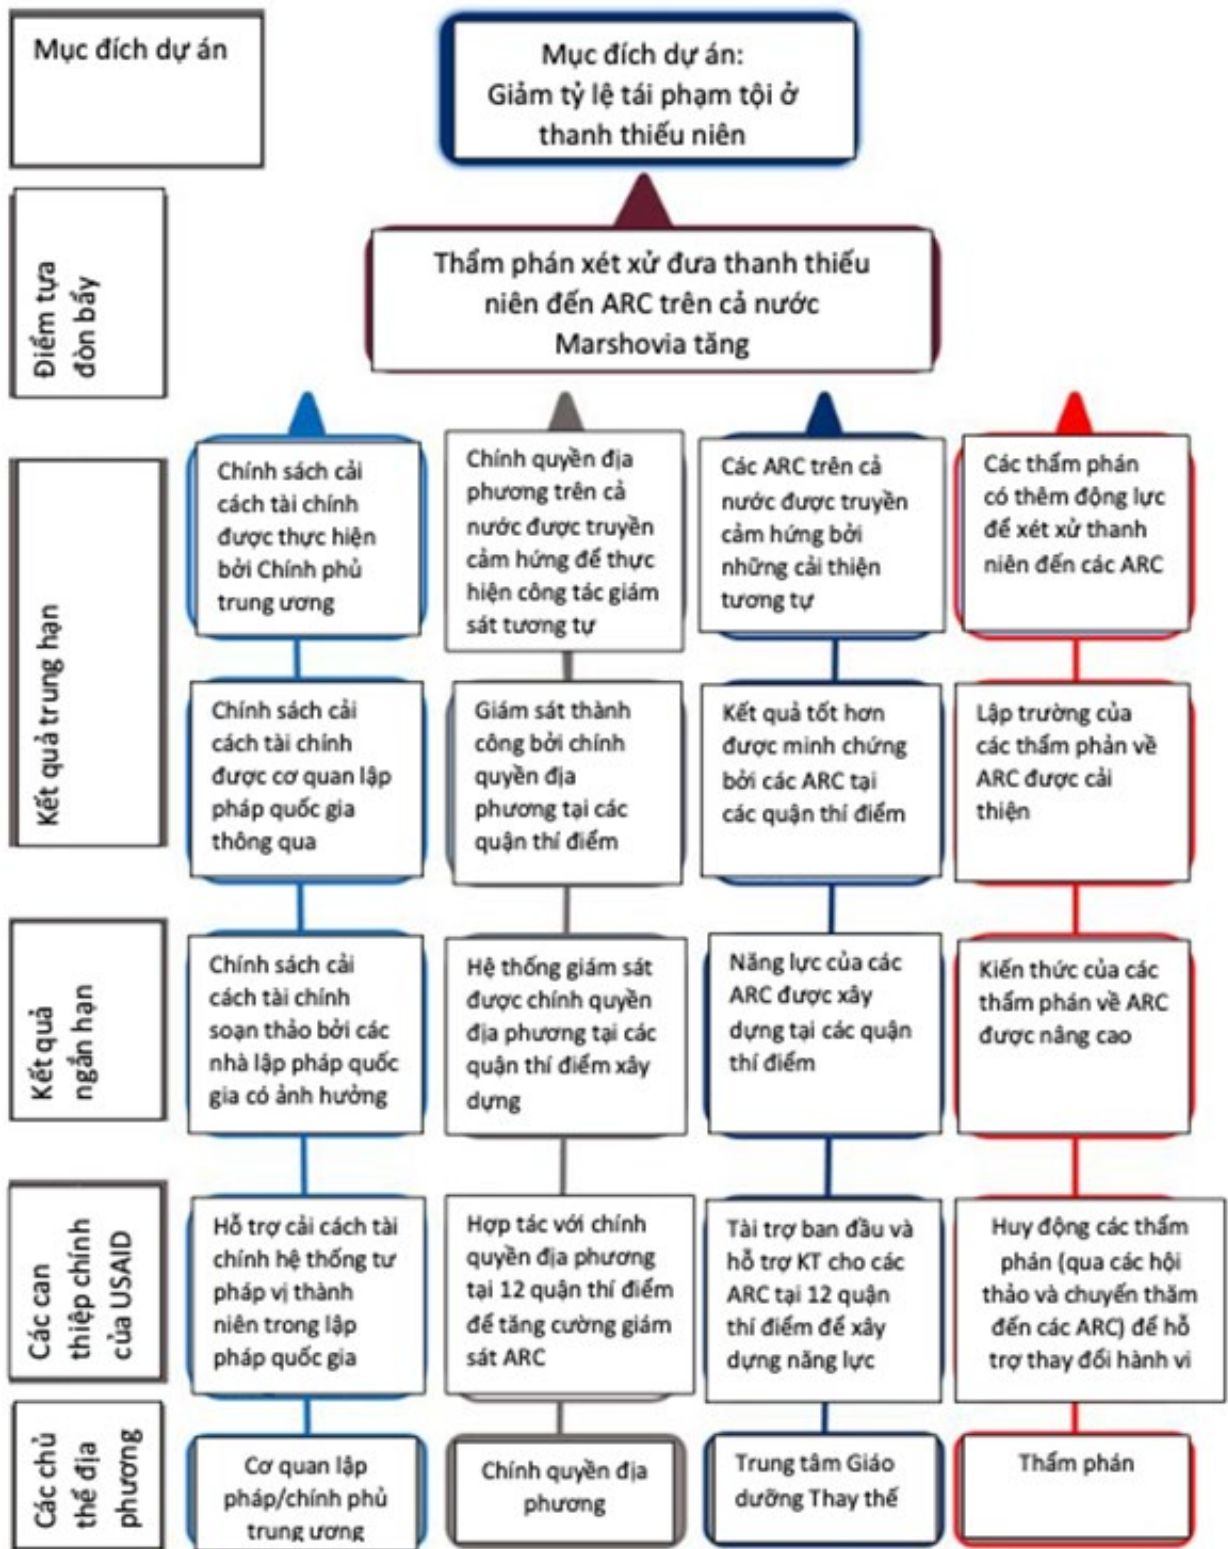 Mục đích dự án
Mục đích dự án:
Giảm tỷ lệ tái phạm tội ở
thanh thiếu niên
Điểm tựa
đòn bẩy
Thẩm phán xét xử đưa thanh thiếu
niên đến ARC trên cả nước
Marshovia tăng
Kết quả trung hạn
Chính sách cải
cách tài chính
được thực hiện
bởi Chính phủ
trung ương
Chính quyền địa
phương trên cả
nước được truyền
cảm hứng để thực
hiện công tác giám
sát tương tự
Các ARC trên cả
nước được truyền
cảm hứng bởi
những cải thiện
tương tự
Các thẩm phán
có thêm động lực
để xét xử thanh
niên đến các ARC
Chính sách cải
cách tài chính
được cơ quan lập
pháp quốc gia
thông qua
Giám sát thành
công bởi chính
quyền địa
phương tại các
quận thí điểm
Kết quả tốt hơn
được minh chứng
bởi các ARC tại
các quận thí điểm
Lập trường của
các thẩm phản về
ARC được cải
thiện
Kết quả
ngắn hạn
Chính sách cải
cách tài chính
soạn thảo bởi các
nhà lập pháp quốc
gia có ảnh hưởng
Hệ thống giám sát
được chính quyền
địa phương tại các
quận thí điểm xây
dựng
Năng lực của các
ARC được xây
dựng tại các quận
thí điểm
Kiến thức của các
thẩm phán về ARC
được nâng cao
Các can
thiệp chính
của USAID
Hỗ trợ cải cách tài
chính hệ thống tư
pháp vị thành
niên trong lập
pháp quốc gia
Hợp tác với chính
quyền địa phương
tại 12 quận thí điểm
để tăng cường giám
sát ARC
Tài trợ ban đầu và
hỗ trợ KT cho các
ARC tại 12 quận
thí điểm để xây
dựng năng lực
Huy động các thẩm
phán (qua các hội
thảo và chuyến thăm
đến các ARC) để hỗ
trợ thay đổi hành vi
Các chủ
thể địa
phương
Cơ quan lập
pháp/chính phủ
trung ương
Chính quyền địa
phương
Trung tâm Giáo
dưỡng Thay thế
Thẩm phán